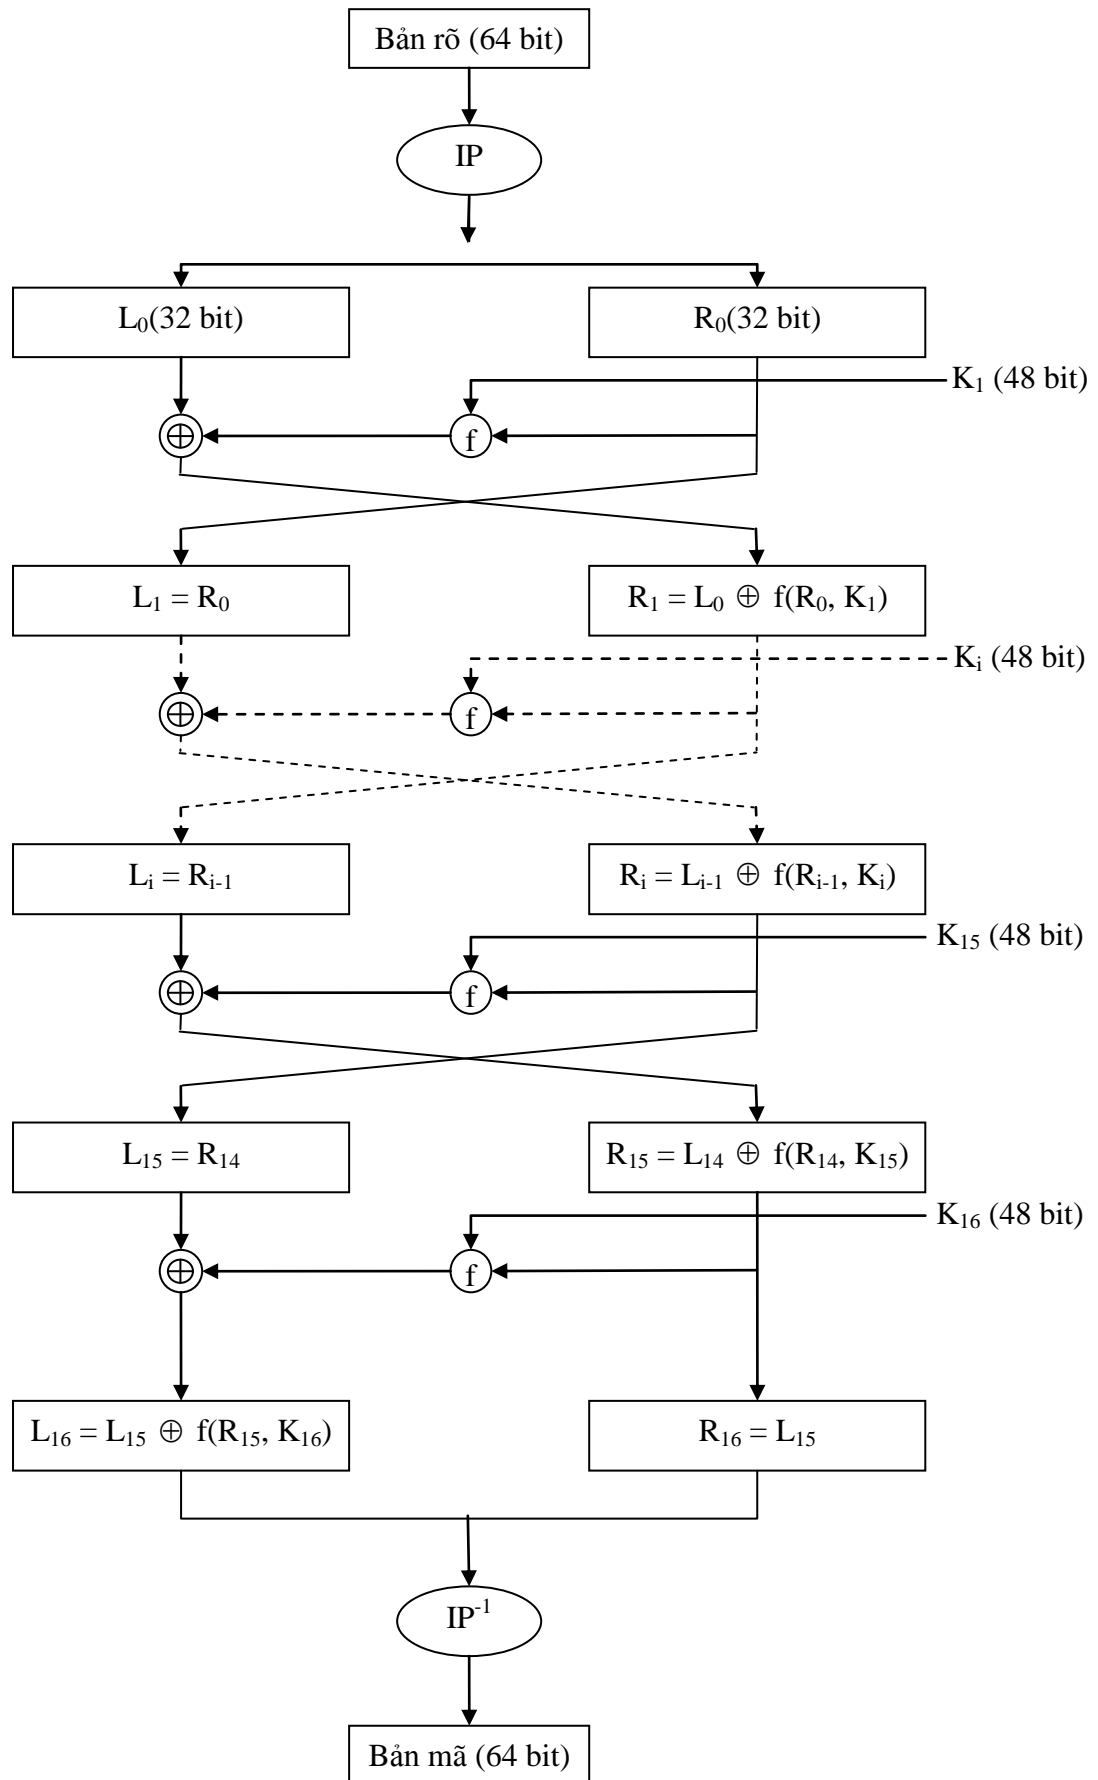 Bản rõ (64 bit)
IP
L₀(32 bit)
R₀(32 bit)
K₁ (48 bit)
⊕
f
L₁ = R₀
R₁ = L₀ ⊕ f(R₀, K₁)
Kᵢ (48 bit)
⊕
f
Lᵢ = Rᵢ₋₁
Rᵢ = Lᵢ₋₁ ⊕ f(Rᵢ₋₁, Kᵢ)
K₁₅ (48 bit)
⊕
f
L₁₅ = R₁₄
R₁₅ = L₁₄ ⊕ f(R₁₄, K₁₅)
K₁₆ (48 bit)
⊕
f
L₁₆ = L₁₅ ⊕ f(R₁₅, K₁₆)
R₁₆ = L₁₅
IP⁻¹
Bản mã (64 bit)